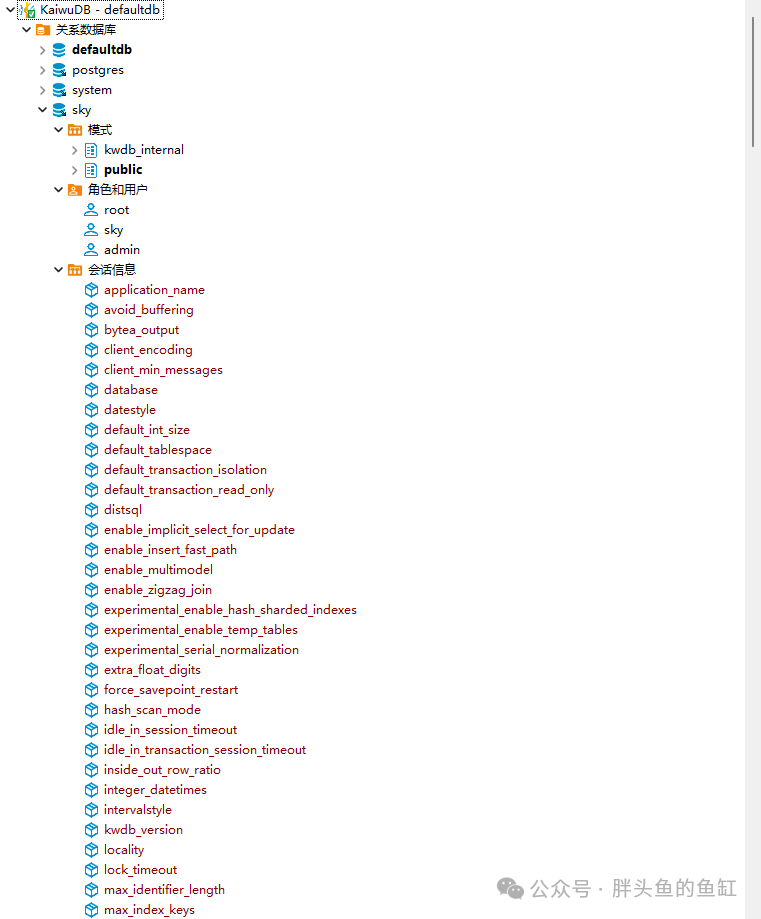 KaiwuDB - defaultdb
关系数据库
defaultdb
postgres
system
sky
模式
kwdb_internal
public
角色和用户
root
sky
admin
会话信息
application_name
avoid_buffering
bytea_output
client_encoding
client_min_messages
database
datestyle
default_int_size
default_tablespace
default_transaction_isolation
default_transaction_read_only
distsql
enable_implicit_select_for_update
enable_insert_fast_path
enable_multimodel
enable_zigzag_join
experimental_enable_hash_sharded_indexes
experimental_enable_temp_tables
experimental_serial_normalization
extra_float_digits
force_savepoint_restart
hash_scan_mode
idle_in_session_timeout
idle_in_transaction_session_timeout
inside_out_row_ratio
integer_datetimes
intervalstyle
kwdb_version
locality
lock_timeout
max_identifier_length
max_index_keys
公众号 · 胖头鱼的鱼缸